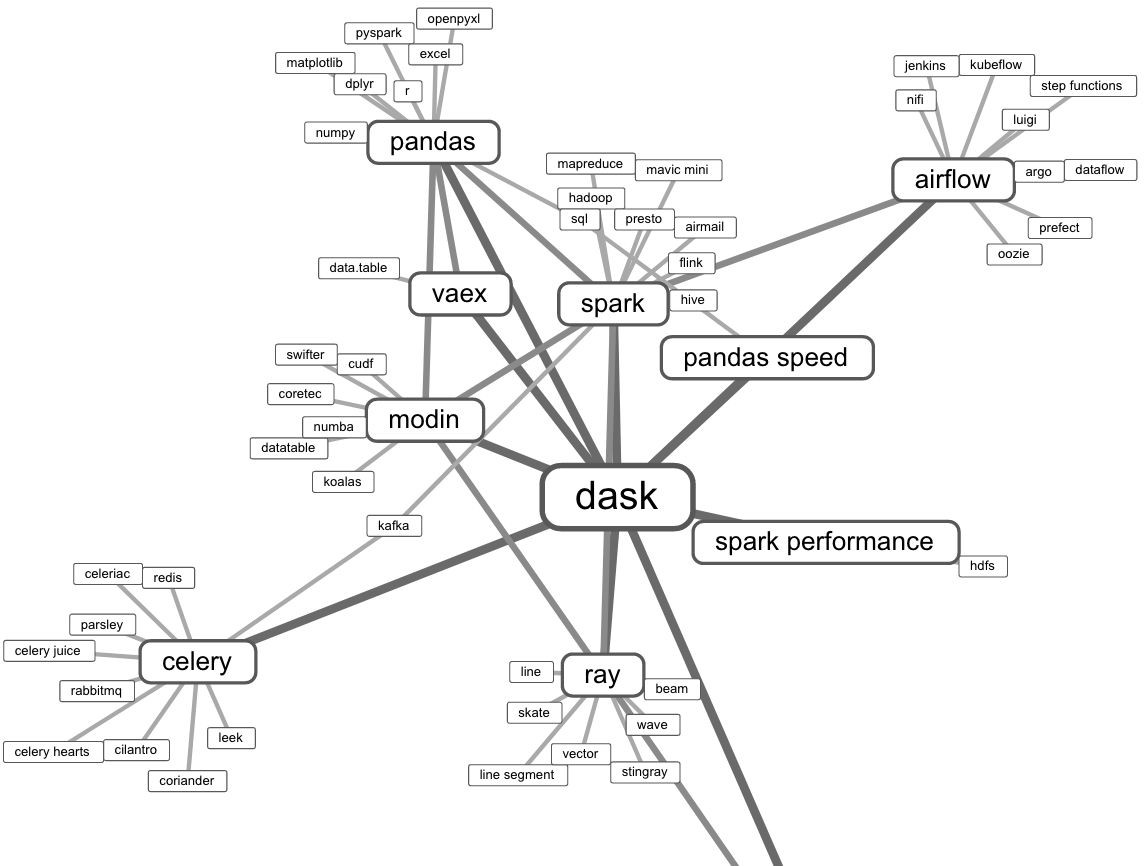 openpyxl
pyspark
excel
matplotlib
dplyr
r
numpy
pandas
jenkins
kubeflow
step functions
nifi
luigi
airflow
argo
dataflow
prefect
oozie
mapreduce
mavic mini
hadoop
sql
presto
airmail
flink
hive
spark
data.table
vaex
pandas speed
swifter
cudf
coretec
numba
datatable
koalas
modin
dask
spark performance
hdfs
kafka
celeriac
redis
parsley
celery juice
rabbitmq
celery
celery hearts
cilantro
leek
coriander
line
ray
beam
skate
wave
vector
line segment
stingray